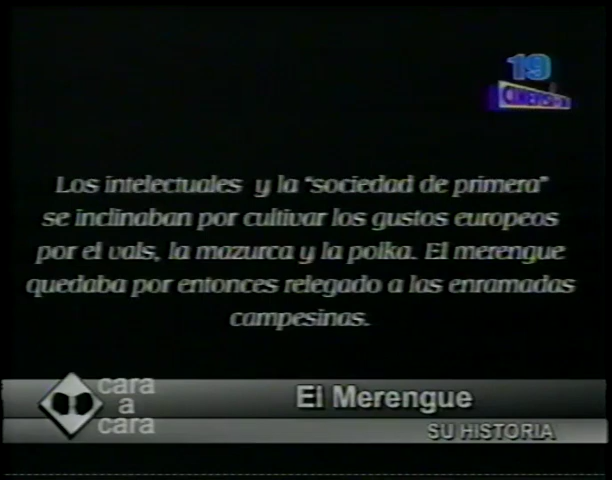 19
CINEVISIÓN
Los intelectuales y la "sociedad de primera"
se inclinaban por cultivar los gustos europeos
por el vals, la mazurca y la polka. El merengue
quedaba por entonces relegado a las enramadas
campesinas.
cara
a
cara
El Merengue
SU HISTORIA